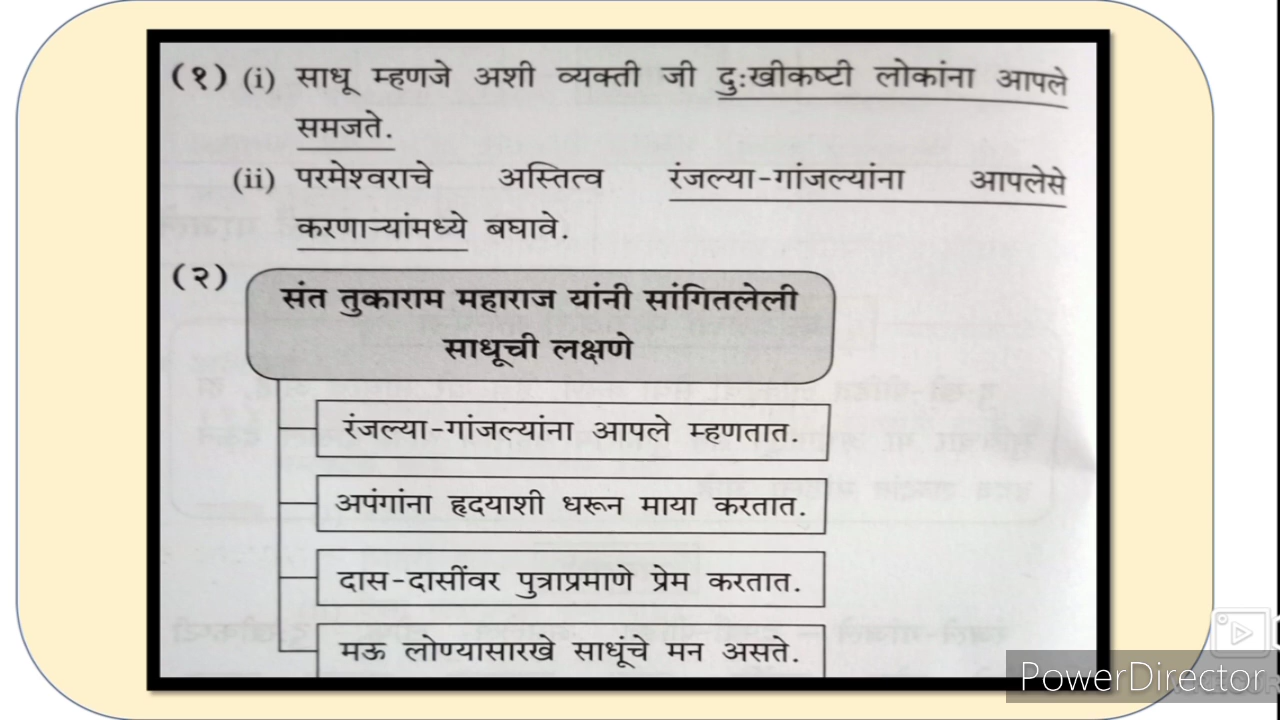 (१) (i) साधू म्हणजे अशी व्यक्ती जी दुःखीकष्टी लोकांना आपले
समजते.
(ii) परमेश्वराचे अस्तित्व रंजल्या-गांजल्यांना आपलेसे
करणाऱ्यांमध्ये बघावे.
(२)
संत तुकाराम महाराज यांनी सांगितलेली
साधूची लक्षणे
रंजल्या-गांजल्यांना आपले म्हणतात.
अपंगांना हृदयाशी धरून माया करतात.
दास-दासींवर पुत्राप्रमाणे प्रेम करतात.
मऊ लोण्यासारखे साधूंचे मन असते.
PowerDirector